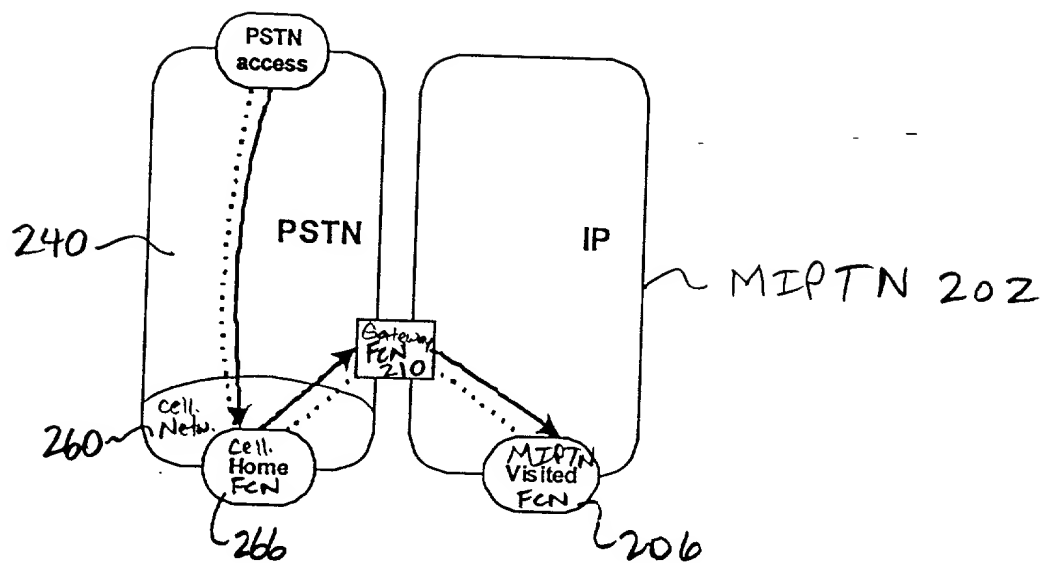 PSTN
access
240
PSTN
IP
MIPTN 202
Gateway
FCN
210
cell.
Netw.
260
Cell.
Home
FCN
266
MIPTN
Visited
FCN
206